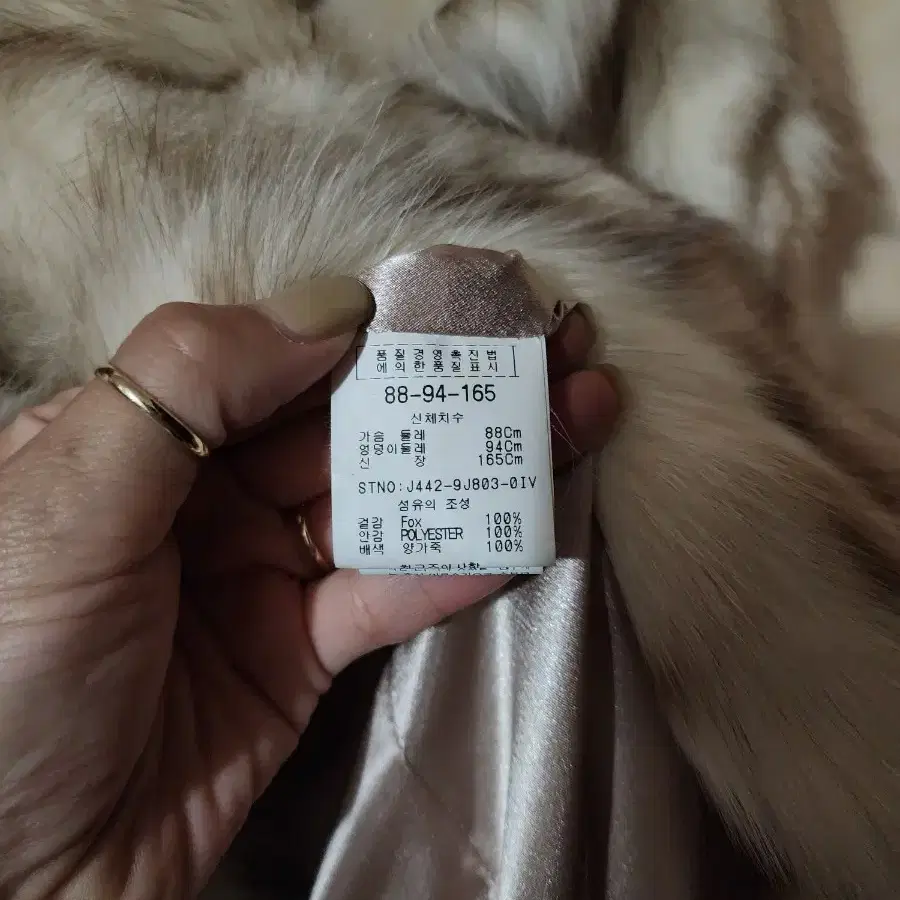 품질경영촉진법
에의한품질표시
88-94-165
신체치수
가슴 둘레 88Cm
영덩이둘레 94Cm
신 장 165Cm
STNO:J442-9J803-0IV
섬유의 조성
겉감 Fox 100%
안감 POLYESTER 100%
배색 양가죽 100%